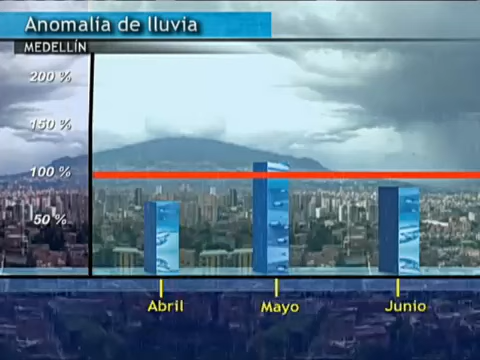 Anomalía de lluvia
MEDELLÍN
200 %
150 %
100 %
50 %
Abril Mayo Junio